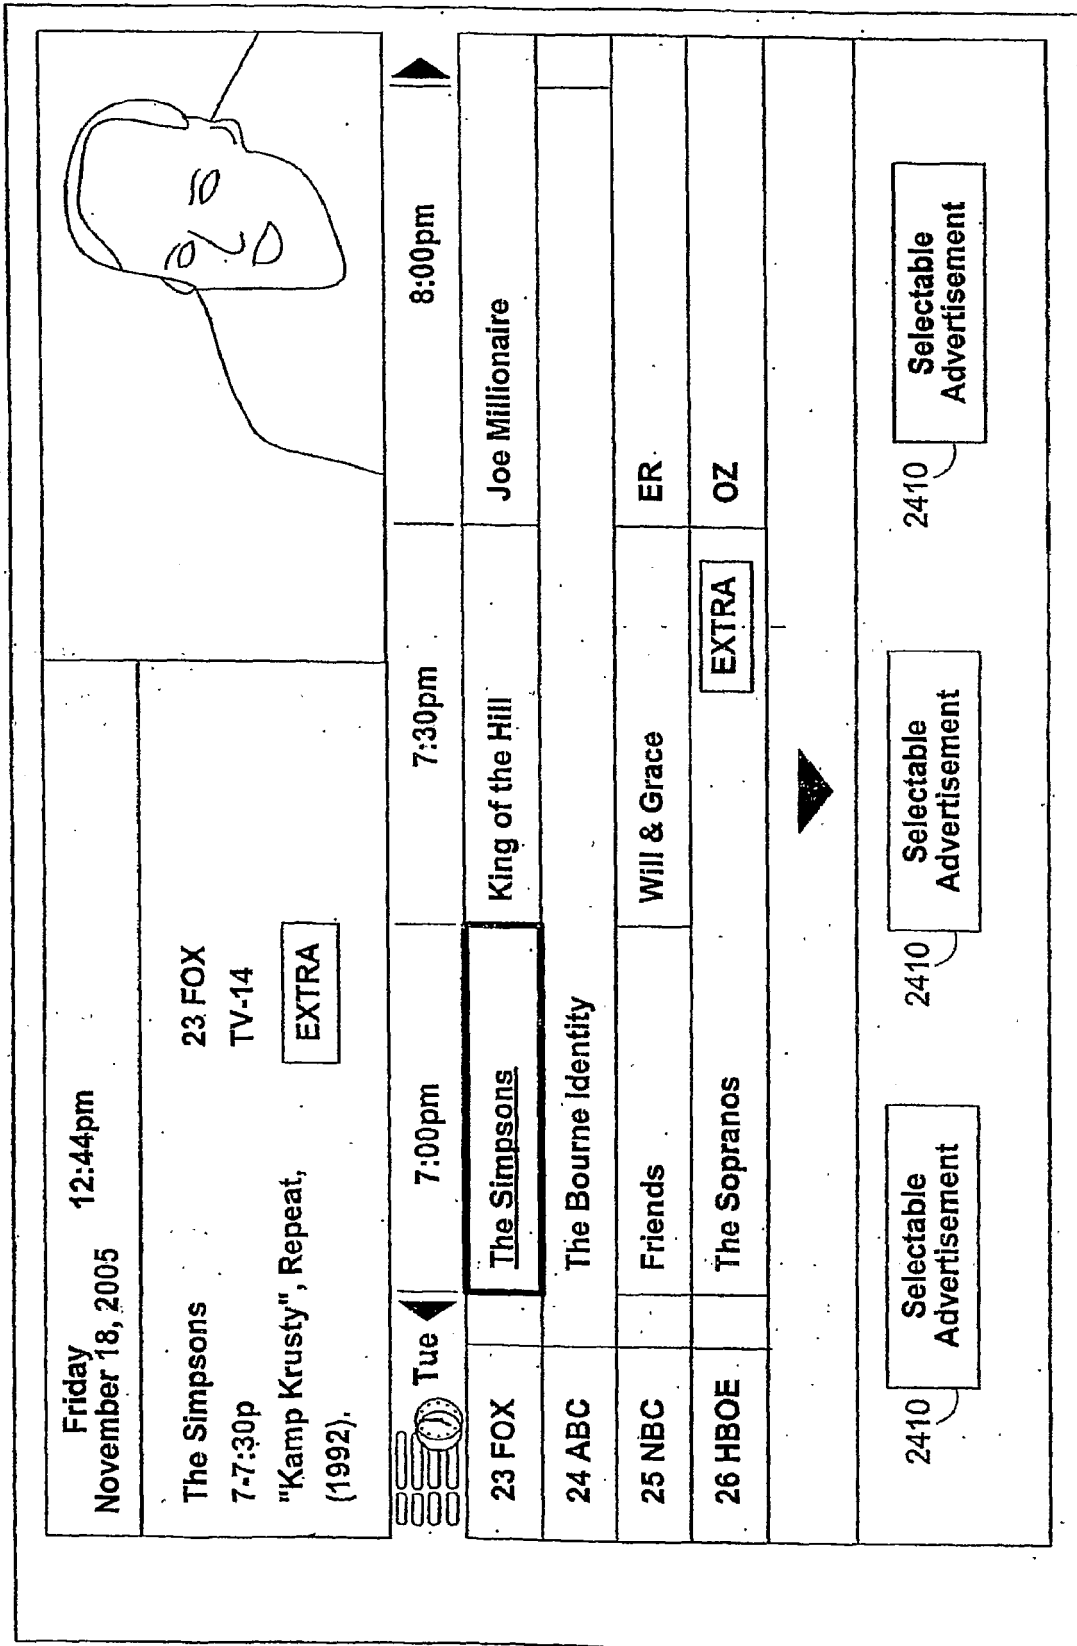 Friday
November 18, 2005 12:44pm
The Simpsons 23 FOX
7-7:30p TV-14
"Kamp Krusty", Repeat, EXTRA
(1992).
Tue 7:00pm 7:30pm 8:00pm
23 FOX The Simpsons King of the Hill Joe Millionaire
24 ABC The Bourne Identity
25 NBC Friends Will & Grace ER
26 HBOE The Sopranos EXTRA OZ
Selectable
Advertisement
2410
Selectable
Advertisement
2410
Selectable
Advertisement
2410